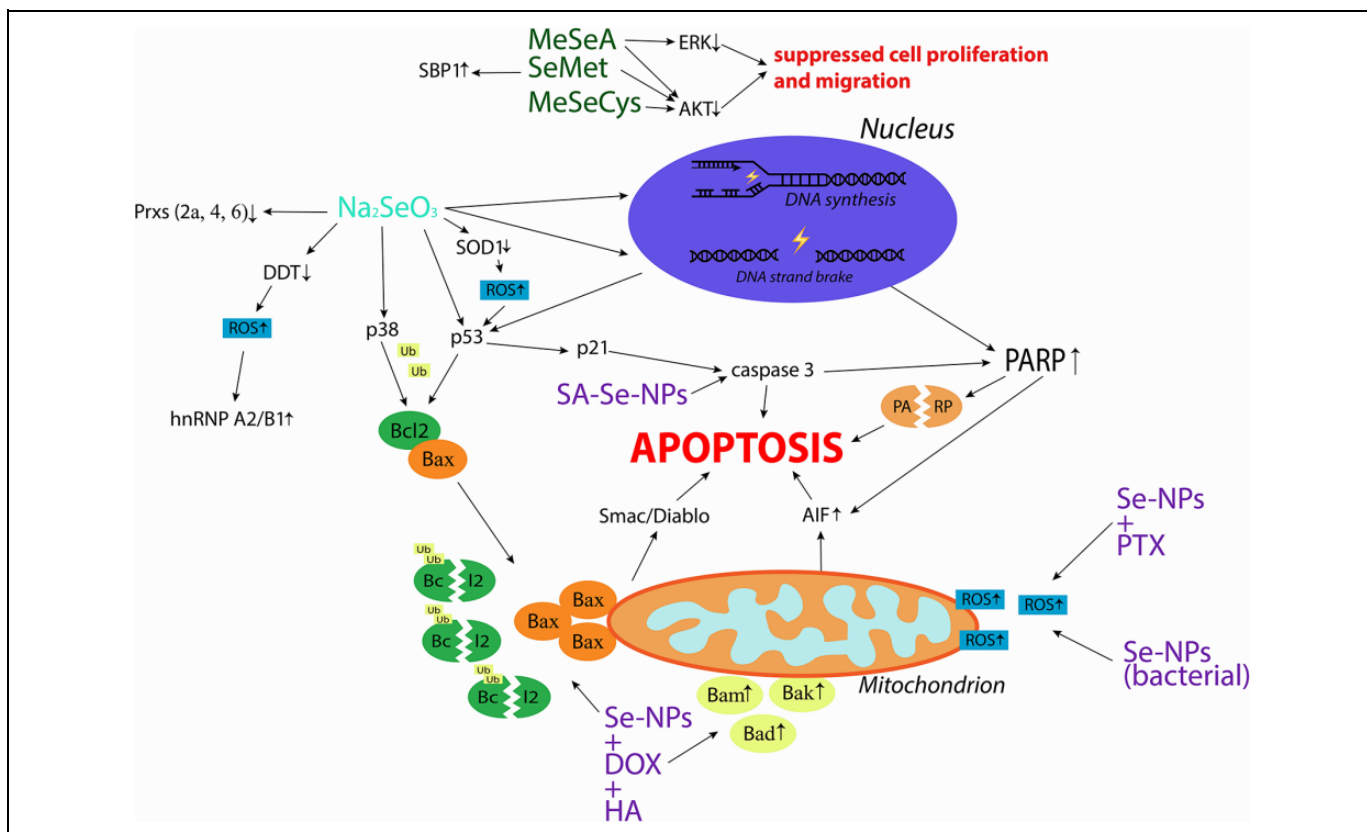 MeSeA
ERK↓
SBP1↑
SeMet
suppressed cell proliferation
and migration
MeSeCys
AKT↓
Nucleus
DNA synthesis
DNA strand brake
Prxs (2a, 4, 6)↓
Na₂SeO₃
SOD1↓
DDT↓
ROS↑
ROS↑
p38
p53
Ub
Ub
p21
caspase 3
PARP↑
SA-Se-NPs
PA RP
hnRNP A2/B1↑
Bcl2
Bax
APOPTOSIS
Smac/Diablo
AIF↑
Se-NPs
+
PTX
Ub
Ub
Bc l2
Ub
Ub
Bc l2
Ub
Ub
Bc l2
Bax
Bax
Bax
ROS↑
ROS↑
ROS↑
Se-NPs
(bacterial)
Mitochondrion
Bam↑
Bak↑
Bad↑
Se-NPs
+
DOX
+
HA